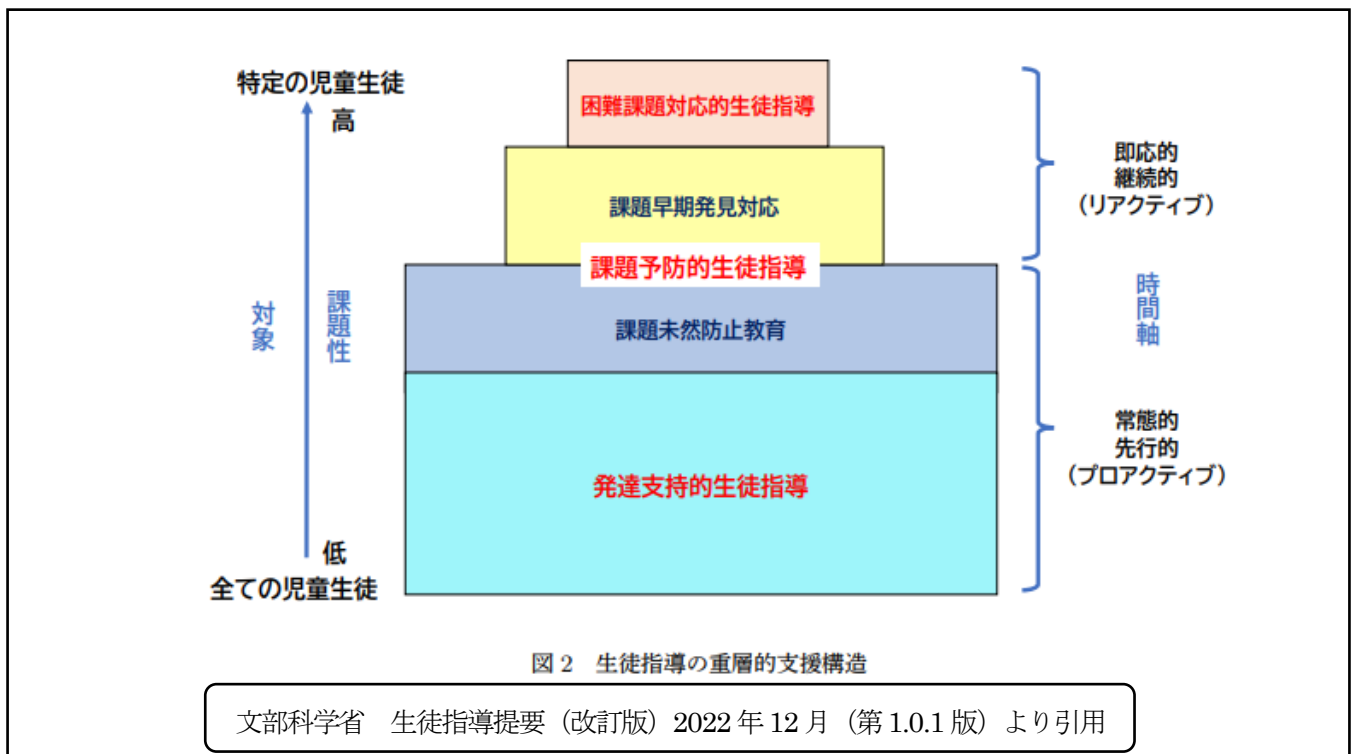 特定の児童生徒
高
困難課題対応的生徒指導
即応的
継続的
（リアクティブ）
課題早期発見対応
課題予防的生徒指導
対象
課題性
時間軸
課題未然防止教育
常態的
先行的
（プロアクティブ）
発達支持的生徒指導
低
全ての児童生徒
図 2　生徒指導の重層的支援構造
文部科学省　生徒指導提要（改訂版）2022 年 12 月（第 1.0.1 版）より引用